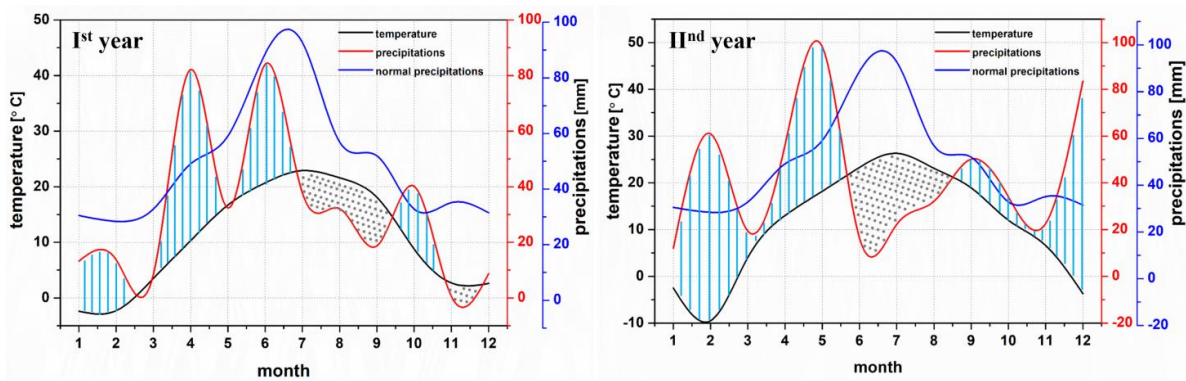 Iˢᵗ year
temperature
precipitations
normal precipitations
temperature [° C]
50
40
30
20
10
0
precipitations [mm]
100
80
60
40
20
0
100
80
60
40
20
0
1 2 3 4 5 6 7 8 9 10 11 12
month
IIⁿᵈ year
temperature
precipitations
normal precipitations
temperature [° C]
50
40
30
20
10
0
-10
precipitations [mm]
100
80
60
40
20
0
-20
100
80
60
40
20
0
-20
1 2 3 4 5 6 7 8 9 10 11 12
month